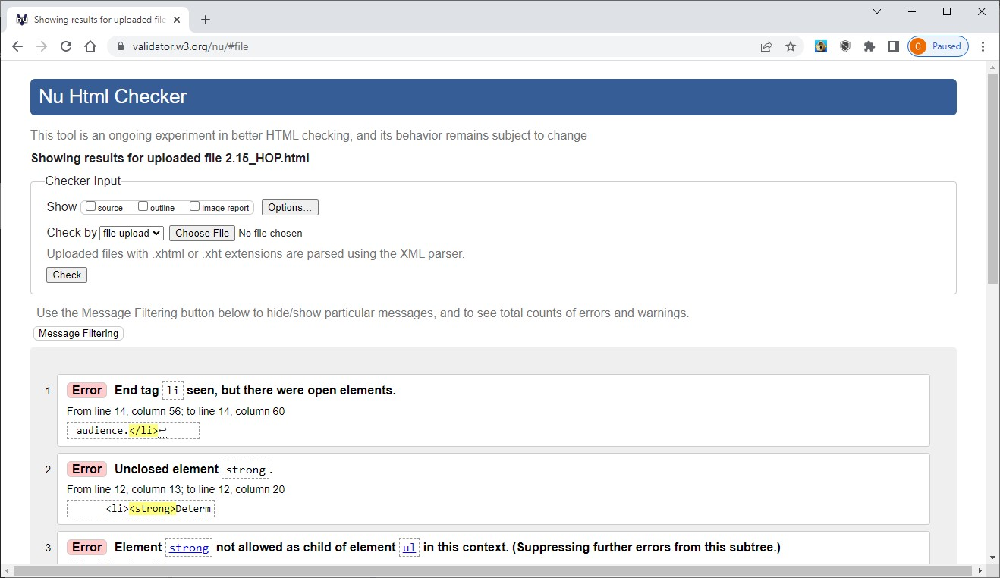 Showing results for uploaded file
validator.w3.org/nu/#file
C Paused
Nu Html Checker
This tool is an ongoing experiment in better HTML checking, and its behavior remains subject to change
Showing results for uploaded file 2.15_HOP.html
Checker Input
Show source outline image report Options...
Check by file upload Choose File No file chosen
Uploaded files with .xhtml or .xht extensions are parsed using the XML parser.
Check
Use the Message Filtering button below to hide/show particular messages, and to see total counts of errors and warnings.
Message Filtering
1. Error End tag li seen, but there were open elements.
From line 14, column 56; to line 14, column 60
audience.</li>↩
2. Error Unclosed element strong.
From line 12, column 13; to line 12, column 20
<li><strong>Determ
3. Error Element strong not allowed as child of element ul in this context. (Suppressing further errors from this subtree.)